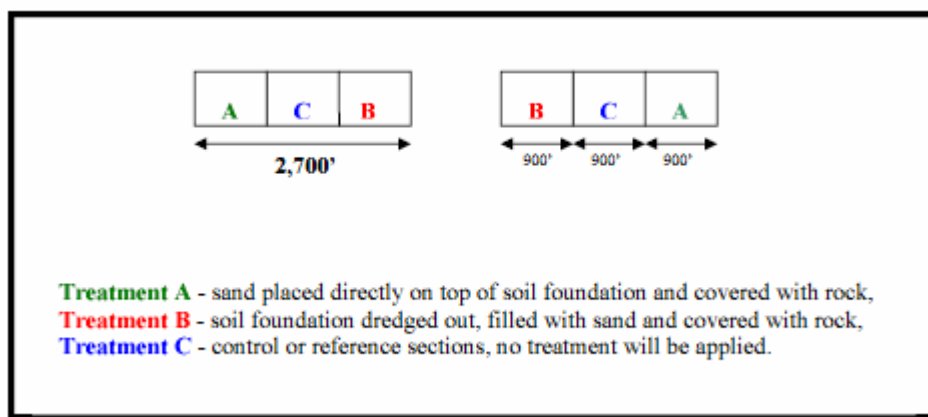 A C B B C A
2,700’ 900’ 900’ 900’
Treatment A - sand placed directly on top of soil foundation and covered with rock,
Treatment B - soil foundation dredged out, filled with sand and covered with rock,
Treatment C - control or reference sections, no treatment will be applied.